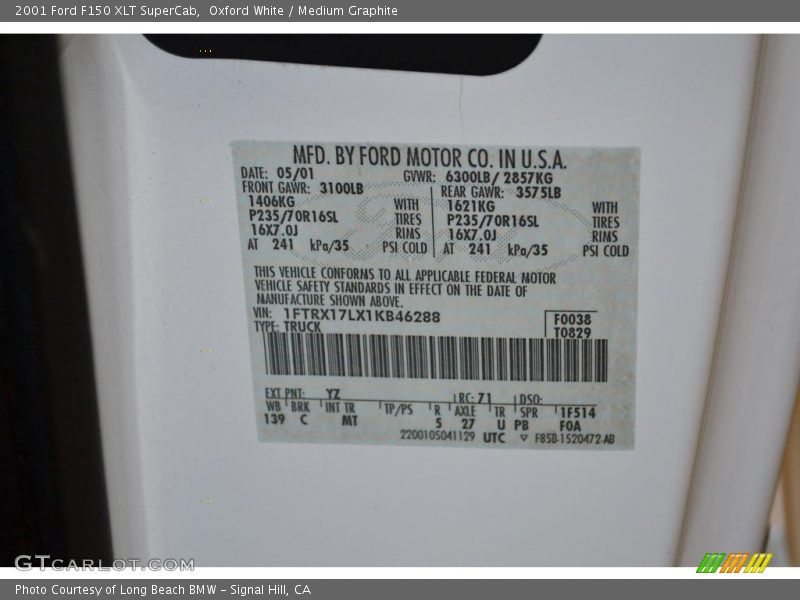 2001 Ford F150 XLT SuperCab,  Oxford White / Medium Graphite
MFD. BY FORD MOTOR CO. IN U.S.A.
DATE: 05/01 GVWR: 6300LB/ 2857KG
FRONT GAWR: 3100LB REAR GAWR: 3575LB
1406KG WITH 1621KG WITH
P235/70R16SL TIRES P235/70R16SL TIRES
16X7.0J RIMS 16X7.0J RIMS
AT 241 kPa/35 PSI COLD AT 241 kPa/35 PSI COLD
THIS VEHICLE CONFORMS TO ALL APPLICABLE FEDERAL MOTOR
VEHICLE SAFETY STANDARDS IN EFFECT ON THE DATE OF
MANUFACTURE SHOWN ABOVE.
VIN: 1FTRX17LX1KB46288 F0038
TYPE: TRUCK T0829
EXT PNT: YZ RC: 71 DSO:
WB BRK INT TR TP/PS R AXLE TR SPR 1F514
139 C MT 5 27 U PB F0A
2200105041129 UTC ▽ F85B-1520472-AB
GTCARLOT.COM
Photo Courtesy of Long Beach BMW - Signal Hill, CA